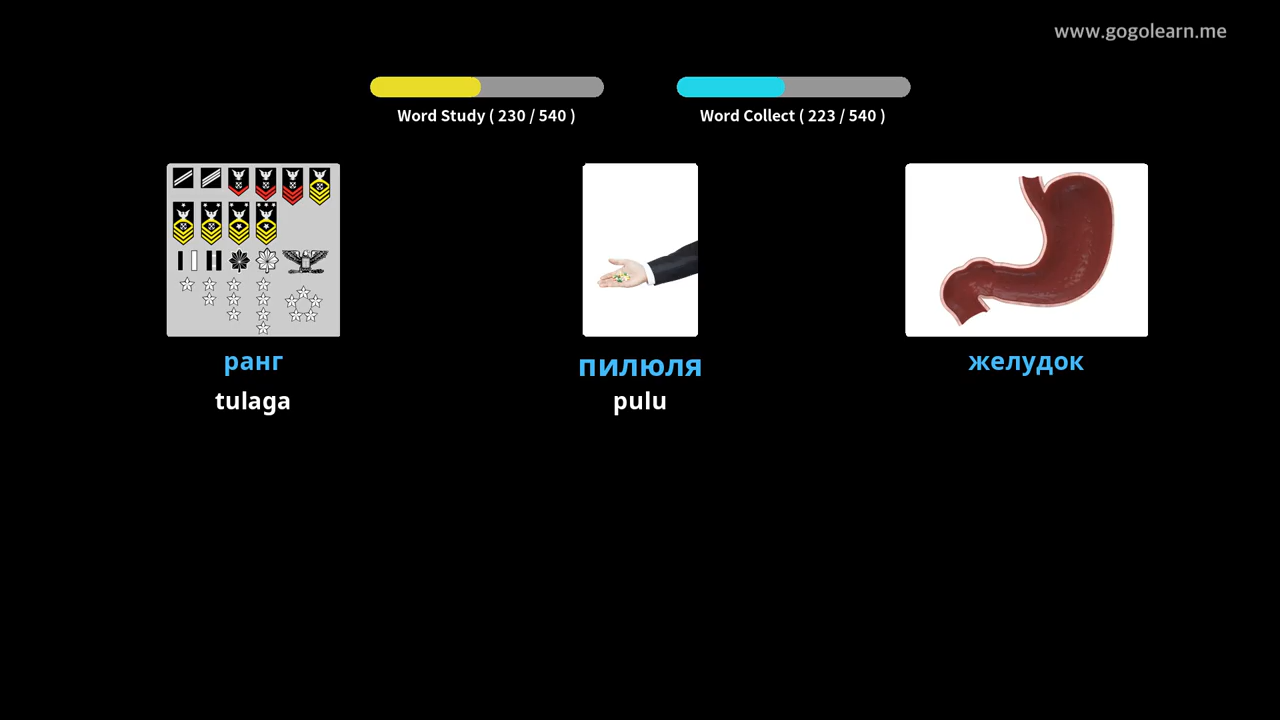 www.gogolearn.me
Word Study ( 230 / 540 )
Word Collect ( 223 / 540 )
ранг
пилюля
желудок
tulaga
pulu